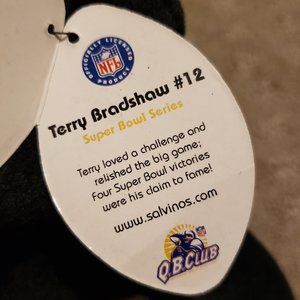 OFFICIALLY LICENSED
NFL
PRODUCT
Terry Bradshaw #12
Super Bowl Series
Terry loved a challenge and
relished the big game;
Four Super Bowl victories
were his claim to fame!
www.salvinos.com
NFL
Q.B.CLUB